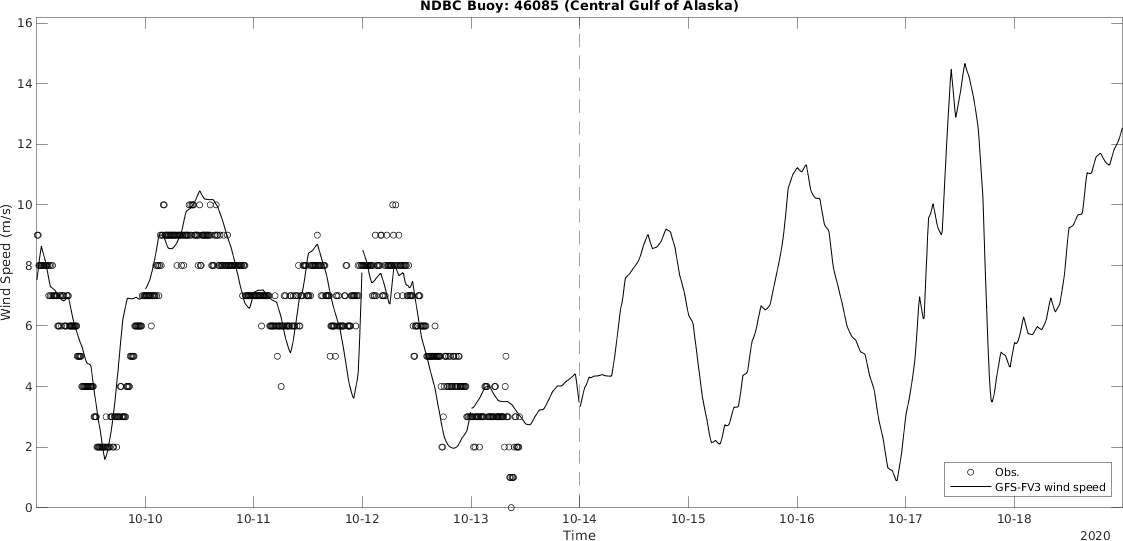 NDBC Buoy: 46085 (Central Gulf of Alaska)
16
14
12
10
8
6
4
2
0
Wind Speed (m/s)
10-10 10-11 10-12 10-13 10-14 10-15 10-16 10-17 10-18
Time
2020
Obs.
GFS-FV3 wind speed